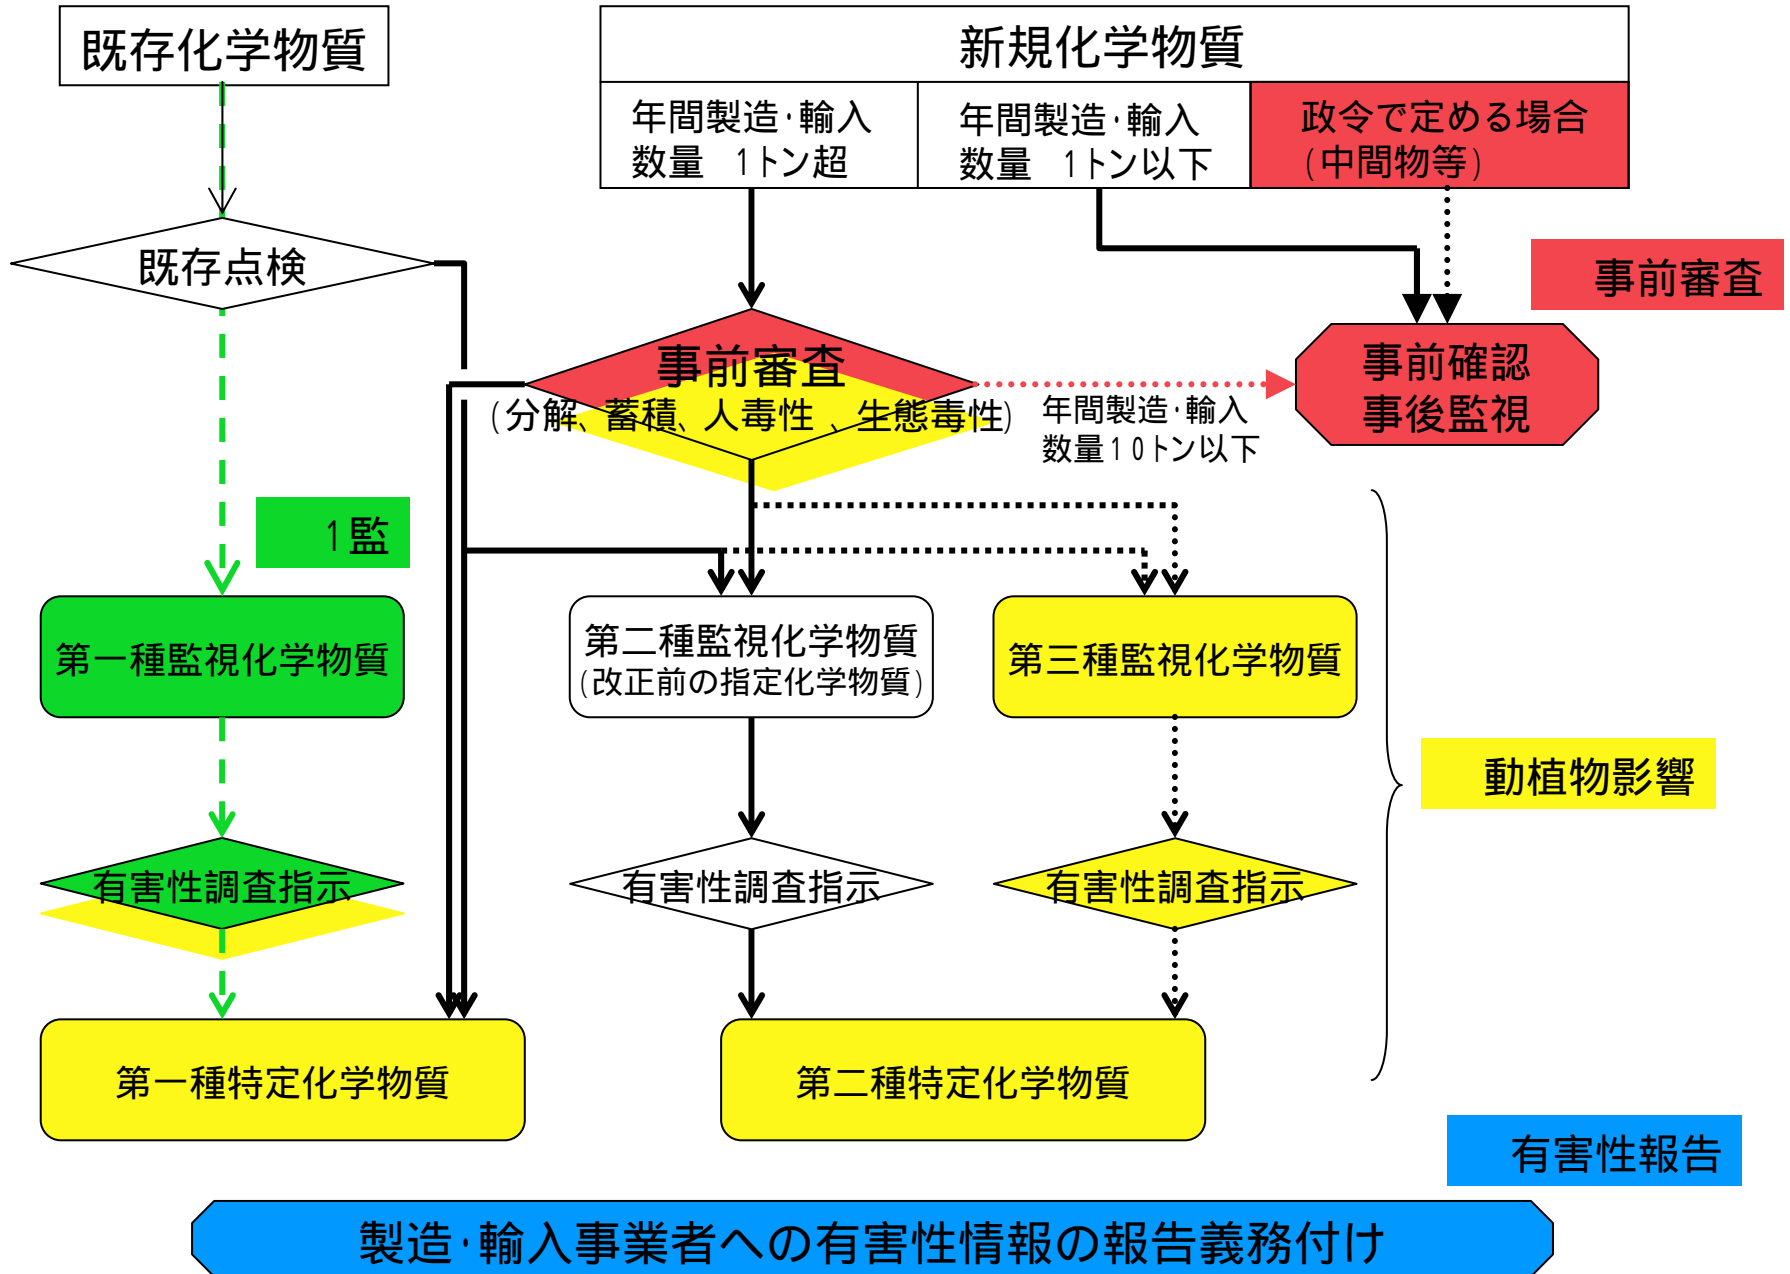 既存化学物質
新規化学物質
年間製造・輸入
数量 1トン超
年間製造・輸入
数量 1トン以下
政令で定める場合
(中間物等)
既存点検
事前審査
事前審査
(分解、蓄積、人毒性、生態毒性)
年間製造・輸入
数量10トン以下
事前確認
事後監視
1監
第一種監視化学物質
第二種監視化学物質
(改正前の指定化学物質)
第三種監視化学物質
動植物影響
有害性調査指示
有害性調査指示
有害性調査指示
第一種特定化学物質
第二種特定化学物質
有害性報告
製造・輸入事業者への有害性情報の報告義務付け